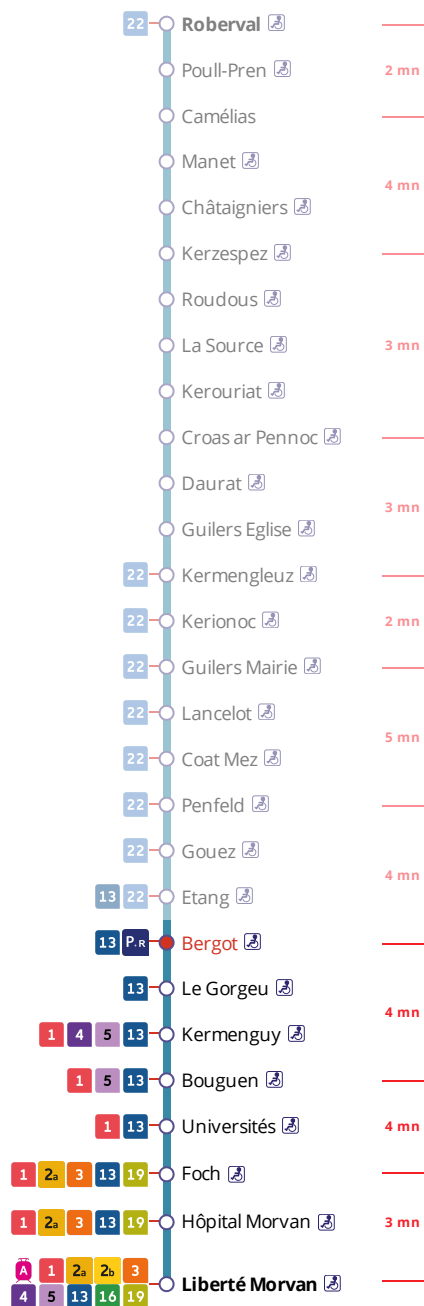 22 Roberval
Poull-Pren 2 mn
Camélias
Manet
4 mn
Châtaigniers
Kerzespez
Roudous
La Source 3 mn
Kerouriat
Croas ar Pennoc
Daurat
3 mn
Guilers Eglise
22 Kermengleuz
22 Kerionoc 2 mn
22 Guilers Mairie
22 Lancelot
5 mn
22 Coat Mez
22 Penfeld
22 Gouez
4 mn
13 22 Etang
13 P+R Bergot
13 Le Gorgeu
4 mn
1 4 5 13 Kermenguy
1 5 13 Bouguen
1 13 Universités 4 mn
1 2a 3 13 19 Foch
1 2a 3 13 19 Hôpital Morvan 3 mn
A 1 2a 2b 3
Liberté Morvan
4 5 13 16 19